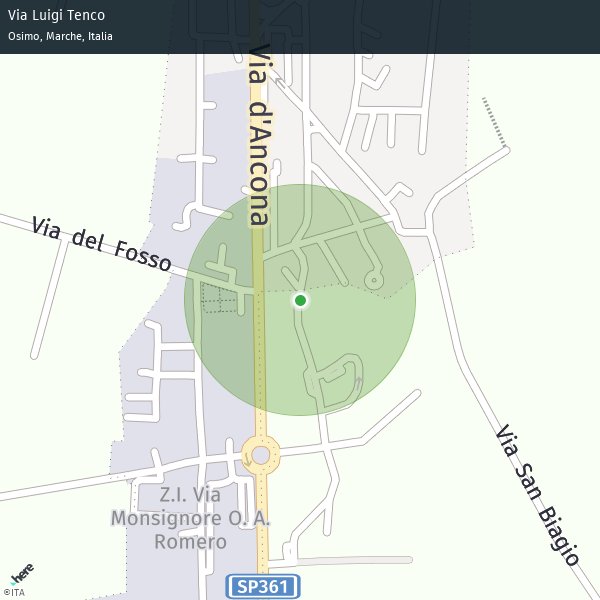 Via Luigi Tenco
Osimo, Marche, Italia
Via d'Ancona
Via del Fosso
Via San Biagio
Z.I. Via
Monsignore O. A.
Romero
SP361
here
©ITA